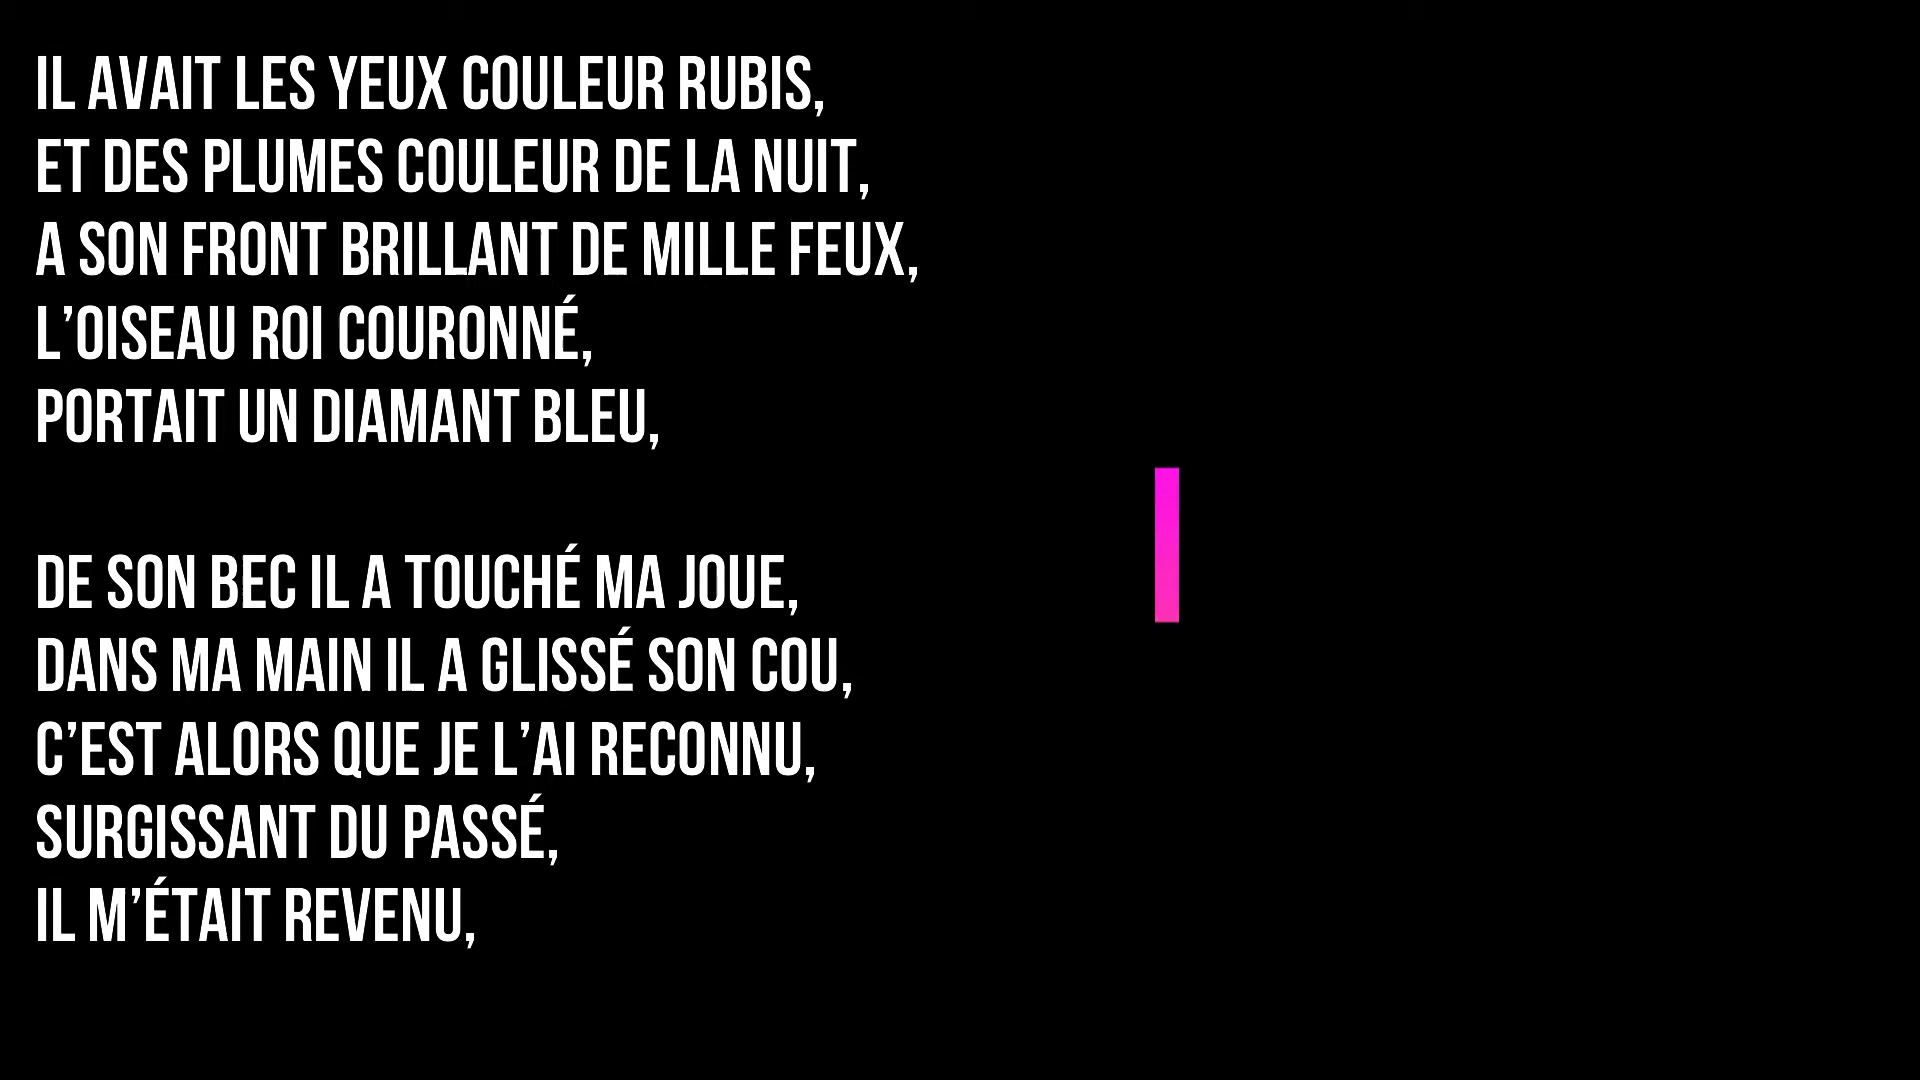 IL AVAIT LES YEUX COULEUR RUBIS,
ET DES PLUMES COULEUR DE LA NUIT,
A SON FRONT BRILLANT DE MILLE FEUX,
L’OISEAU ROI COURONNÉ,
PORTAIT UN DIAMANT BLEU,
DE SON BEC IL A TOUCHÉ MA JOUE,
DANS MA MAIN IL A GLISSÉ SON COU,
C’EST ALORS QUE JE L’AI RECONNU,
SURGISSANT DU PASSÉ,
IL M’ÉTAIT REVENU,